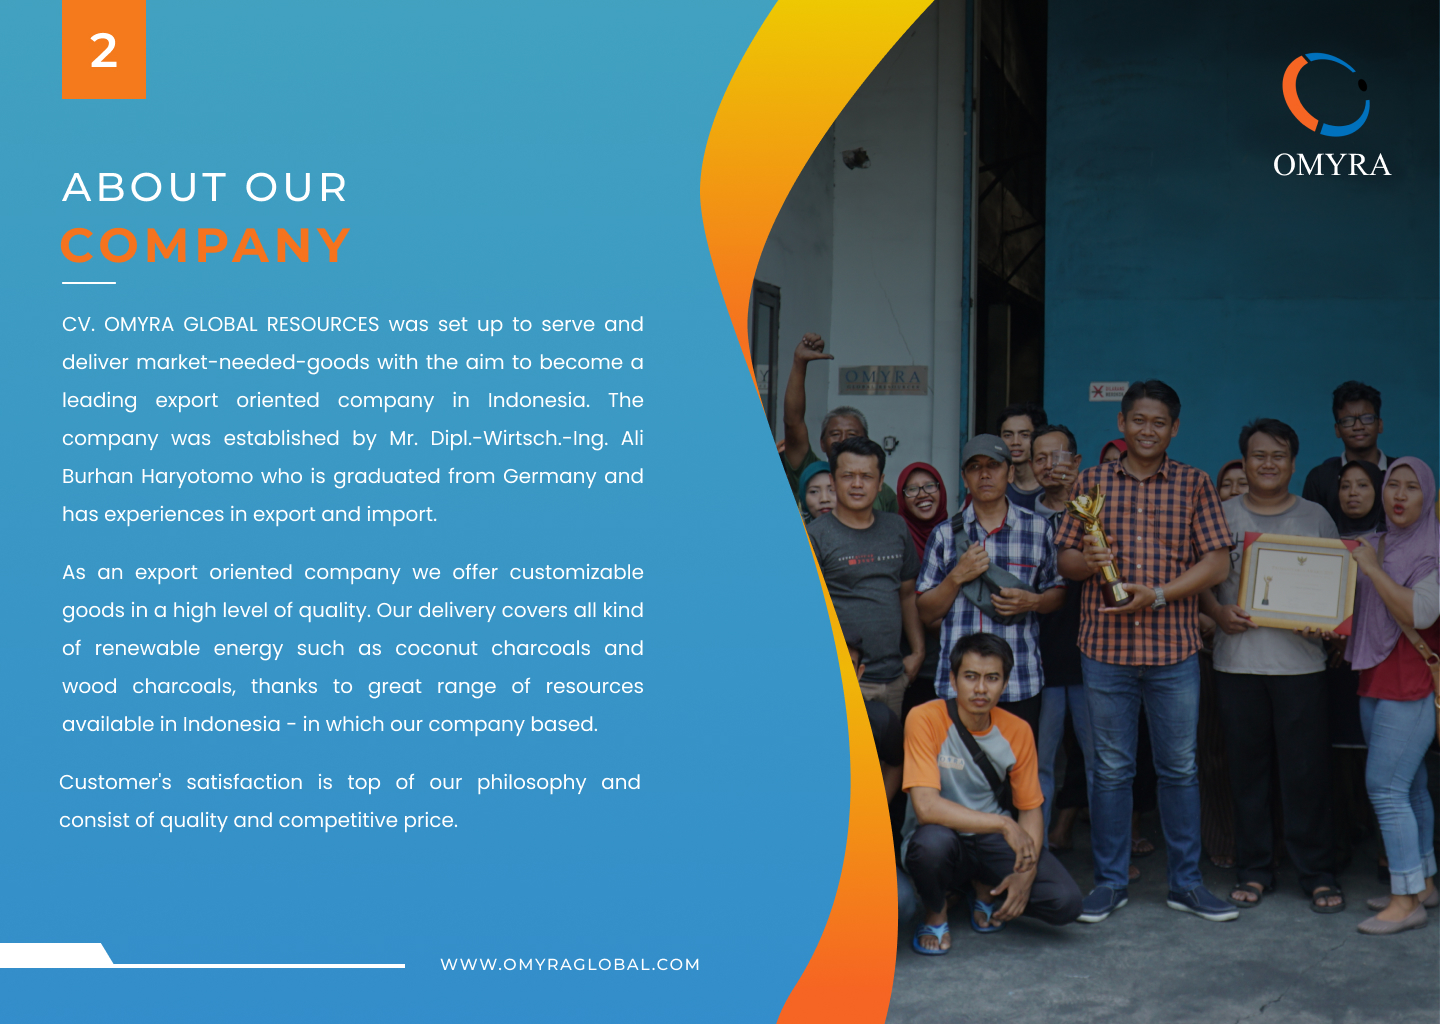 2
OMYRA
ABOUT OUR
COMPANY
CV. OMYRA GLOBAL RESOURCES was set up to serve and
deliver market-needed-goods with the aim to become a
leading export oriented company in Indonesia. The
company was established by Mr. Dipl.-Wirtsch.-Ing. Ali
Burhan Haryotomo who is graduated from Germany and
has experiences in export and import.
As an export oriented company we offer customizable
goods in a high level of quality. Our delivery covers all kind
of renewable energy such as coconut charcoals and
wood charcoals, thanks to great range of resources
available in Indonesia - in which our company based.
Customer's satisfaction is top of our philosophy and
consist of quality and competitive price.
OMYRA
WWW.OMYRAGLOBAL.COM